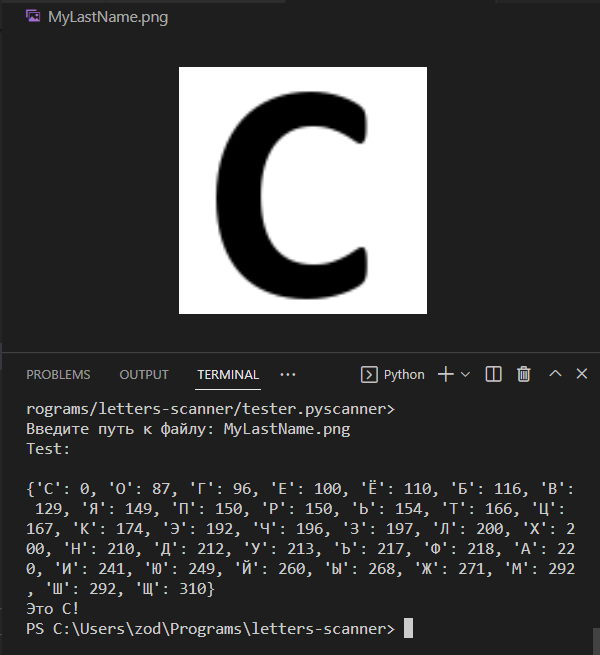 MyLastName.png
С
PROBLEMS OUTPUT TERMINAL ··· Python
rograms/letters-scanner/tester.pyscanner>
Введите путь к файлу: MyLastName.png
Test:
{'С': 0, 'О': 87, 'Г': 96, 'Е': 100, 'Ё': 110, 'Б': 116, 'В':
129, 'Я': 149, 'П': 150, 'Р': 150, 'Ь': 154, 'Т': 166, 'Ц':
167, 'К': 174, 'Э': 192, 'Ч': 196, 'З': 197, 'Л': 200, 'Х': 2
00, 'Н': 210, 'Д': 212, 'У': 213, 'Ъ': 217, 'Ф': 218, 'А': 22
0, 'И': 241, 'Ю': 249, 'Й': 260, 'Ы': 268, 'Ж': 271, 'М': 292
, 'Ш': 292, 'Щ': 310}
Это С!
PS C:\Users\zod\Programs\letters-scanner>